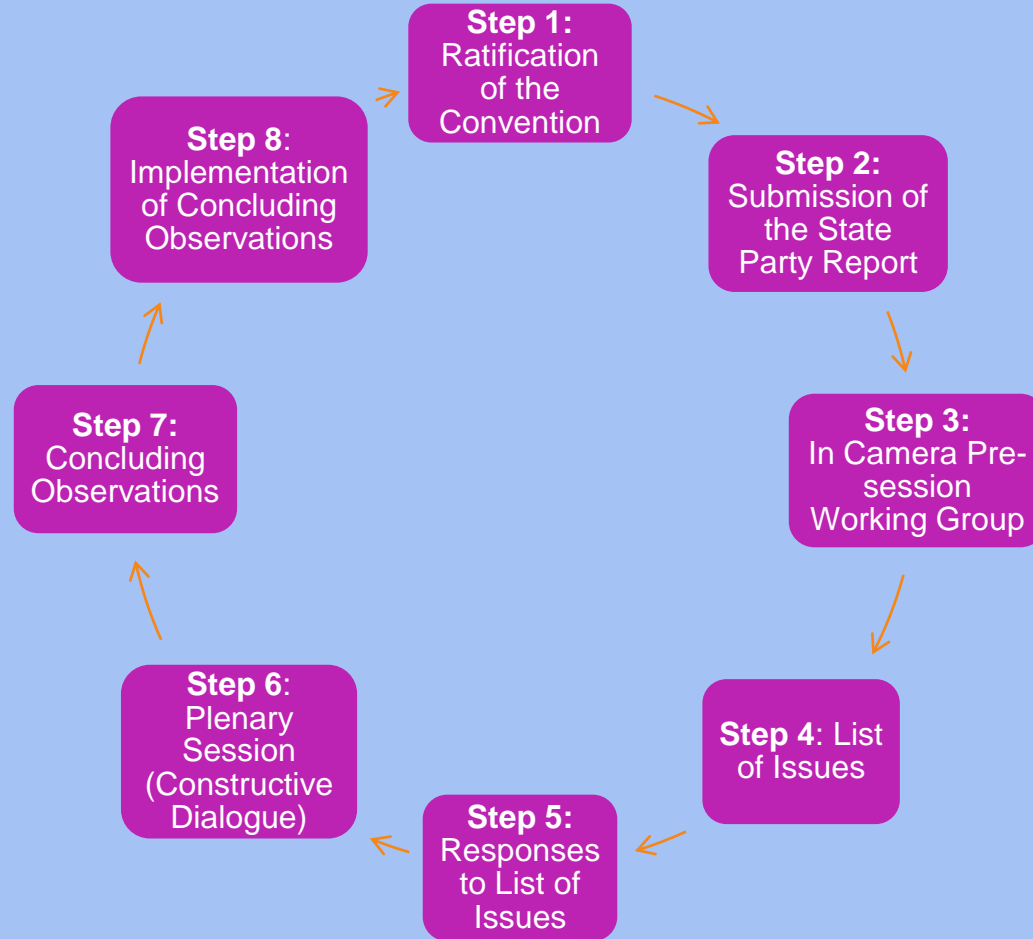 Step 1:
Ratification
of the
Convention
Step 2:
Submission of
the State
Party Report
Step 3:
In Camera Pre-
session
Working Group
Step 4: List
of Issues
Step 5:
Responses
to List of
Issues
Step 6:
Plenary
Session
(Constructive
Dialogue)
Step 7:
Concluding
Observations
Step 8:
Implementation
of Concluding
Observations